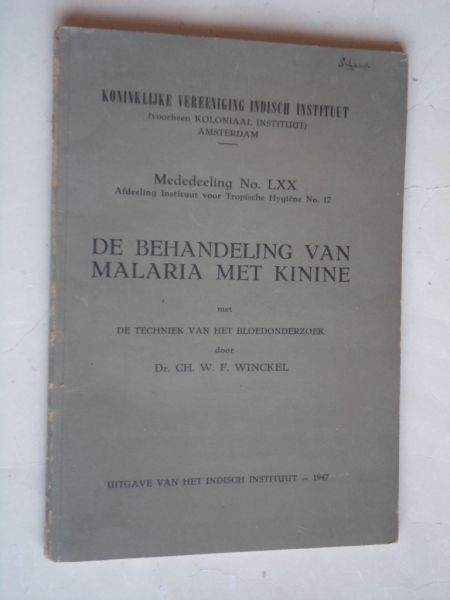 KONINKLIJKE VEREENIGING INDISCH INSTITUUT
(voorheen KOLONIAAL INSTITUUT)
AMSTERDAM
Mededeeling No. LXX
Afdeeling Instituut voor Tropische Hygiëne No. 17
DE BEHANDELING VAN
MALARIA MET KININE
met
DE TECHNIEK VAN HET BLOEDONDERZOEK
door
Dr. CH. W. F. WINCKEL
UITGAVE VAN HET INDISCH INSTITUUT – 1947